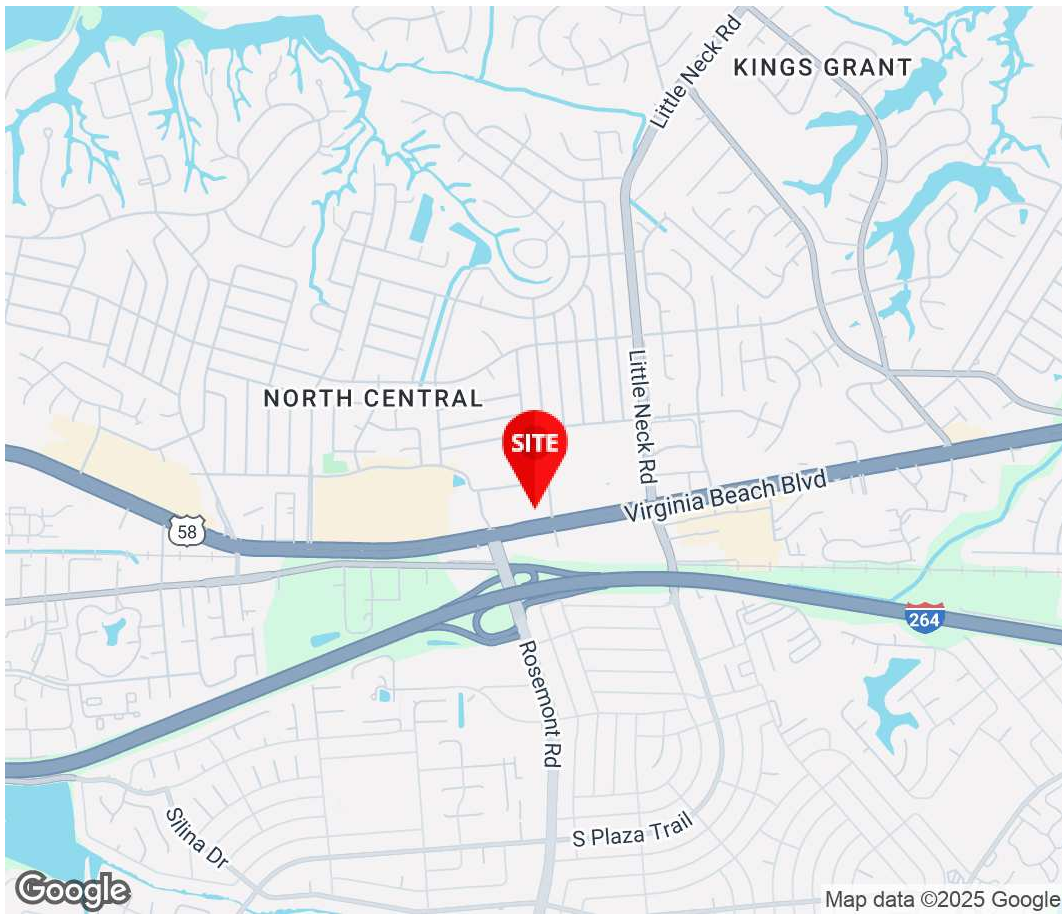 Little Neck Rd
KINGS GRANT
NORTH CENTRAL
Little Neck Rd
SITE
Virginia Beach Blvd
58
264
Rosemont Rd
Silina Dr
S Plaza Trail
Google
Map data ©2025 Google